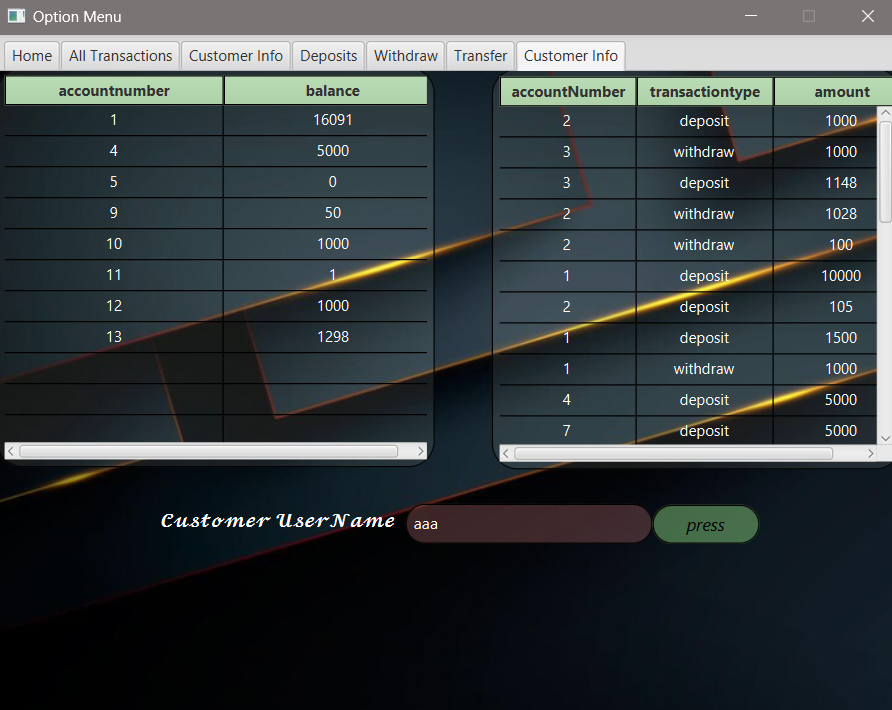 Option Menu
Home All Transactions Customer Info Deposits Withdraw Transfer Customer Info
accountnumber balance
1 16091
4 5000
5 0
9 50
10 1000
11 1
12 1000
13 1298
accountNumber transactiontype amount
2 deposit 1000
3 withdraw 1000
3 deposit 1148
2 withdraw 1028
2 withdraw 100
1 deposit 10000
2 deposit 105
1 deposit 1500
1 withdraw 1000
4 deposit 5000
7 deposit 5000
Customer UserName aaa press